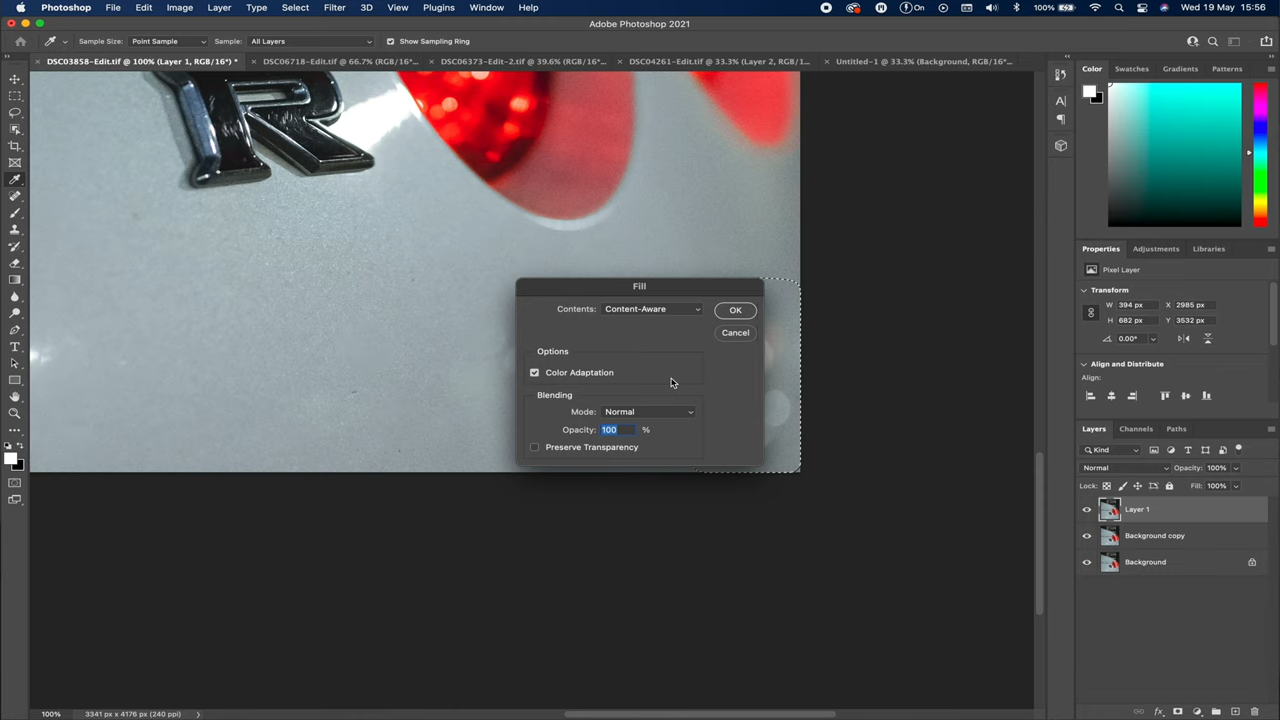 Photoshop File Edit Image Layer Type Select Filter 3D View Plugins Window Help On 100% Wed 19 May 15:56
Adobe Photoshop 2021
Sample Size: Point Sample Sample: All Layers Show Sampling Ring
DSC03858-Edit.tif @ 100% (Layer 1, RGB/16*) * DSC06718-Edit.tif @ 66.7% (RGB/16*... DSC06373-Edit-2.tif @ 39.6% (RGB/16*... DSC04261-Edit.tif @ 33.3% (Layer 2, RGB/1... Untitled-1 @ 33.3% (Background, RGB/16*...
Color Swatches Gradients Patterns
R
Properties Adjustments Libraries
Pixel Layer
Transform
W 394 px X 2985 px
H 682 px Y 3532 px
0.00°
Align and Distribute
Align:
Fill
Contents: Content-Aware OK
Cancel
Options
Color Adaptation
Blending
Mode: Normal
Opacity: 100 %
Preserve Transparency
Layers Channels Paths
Kind
Normal Opacity: 100%
Lock: Fill: 100%
Layer 1
Background copy
Background
100% 3341 px x 4176 px (240 ppi)